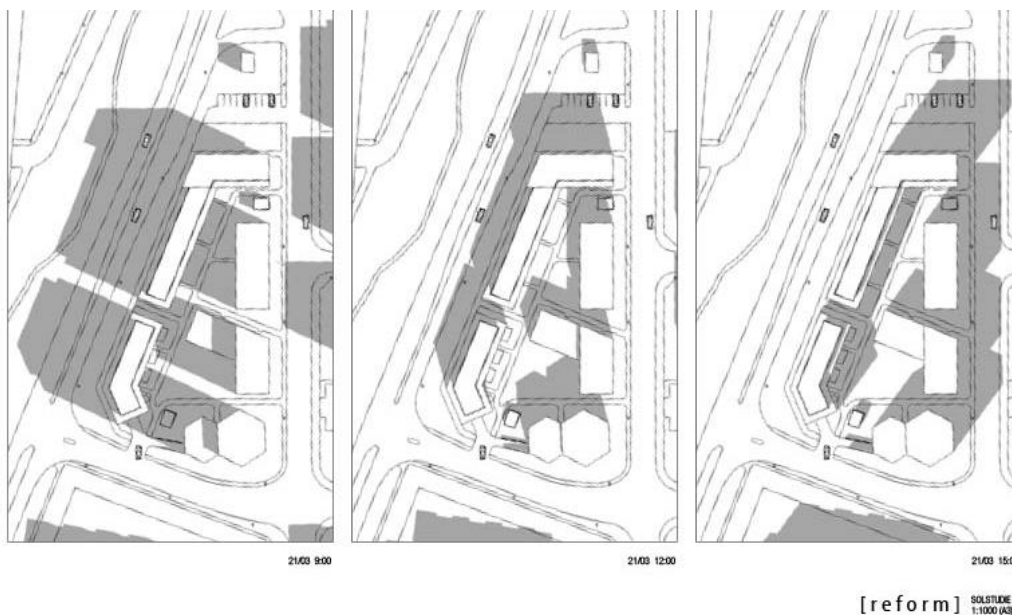 21/03 9:00
21/03 12:00
21/03 15:0
[reform]
SOLSTUDIE
1:1000 (A3)